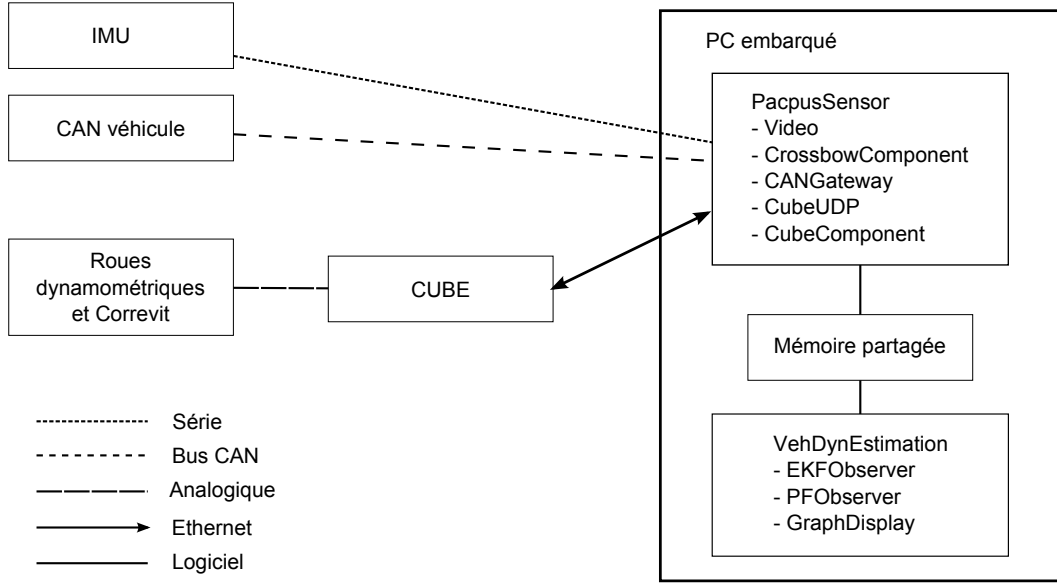 IMU
CAN véhicule
Roues
dynamométriques
et Correvit
CUBE
PC embarqué
PacpusSensor
- Video
- CrossbowComponent
- CANGateway
- CubeUDP
- CubeComponent
Mémoire partagée
VehDynEstimation
- EKFObserver
- PFObserver
- GraphDisplay
Série
Bus CAN
Analogique
Ethernet
Logiciel